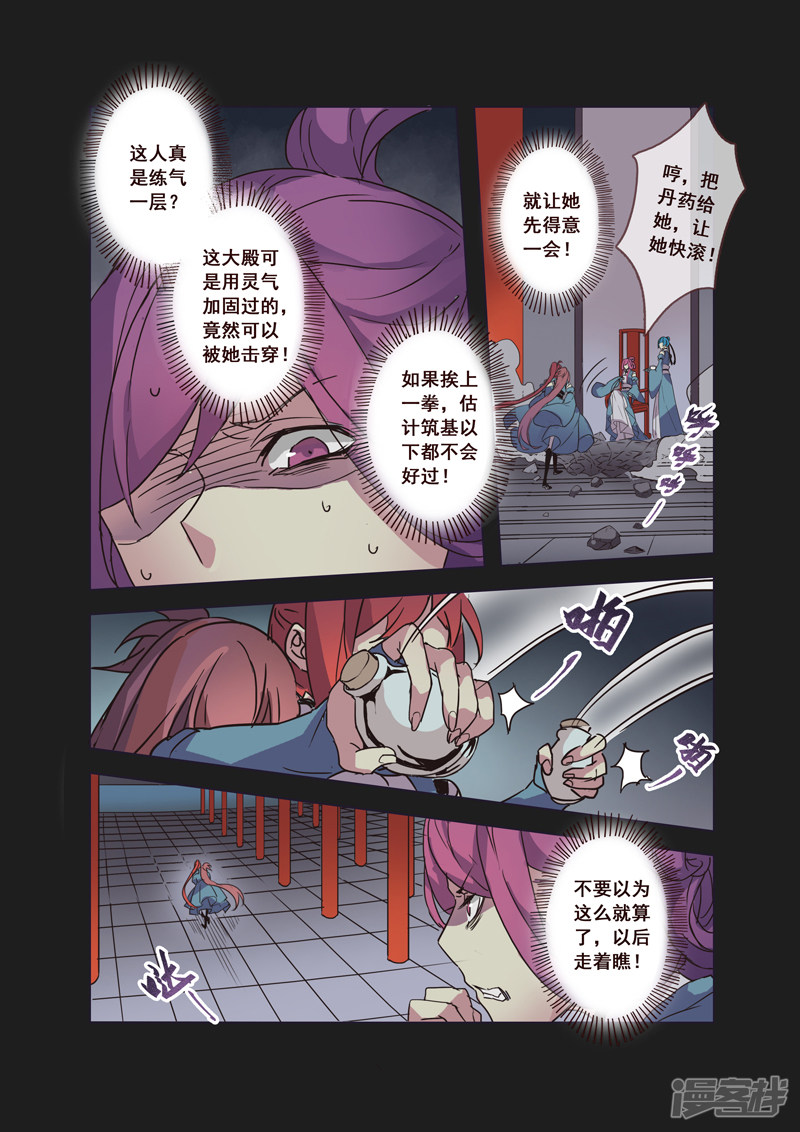 这人真
是练气
一层？
这大殿可
是用灵气
加固过的，
竟然可以
被她击穿！
如果挨上
一拳，估
计筑基以
下都不会
好过！
就让她
先得意
一会！
哼，把
丹药给
她，让
她快滚！
啪
哒
不要以为
这么就算
了，以后
走着瞧！
漫客栈